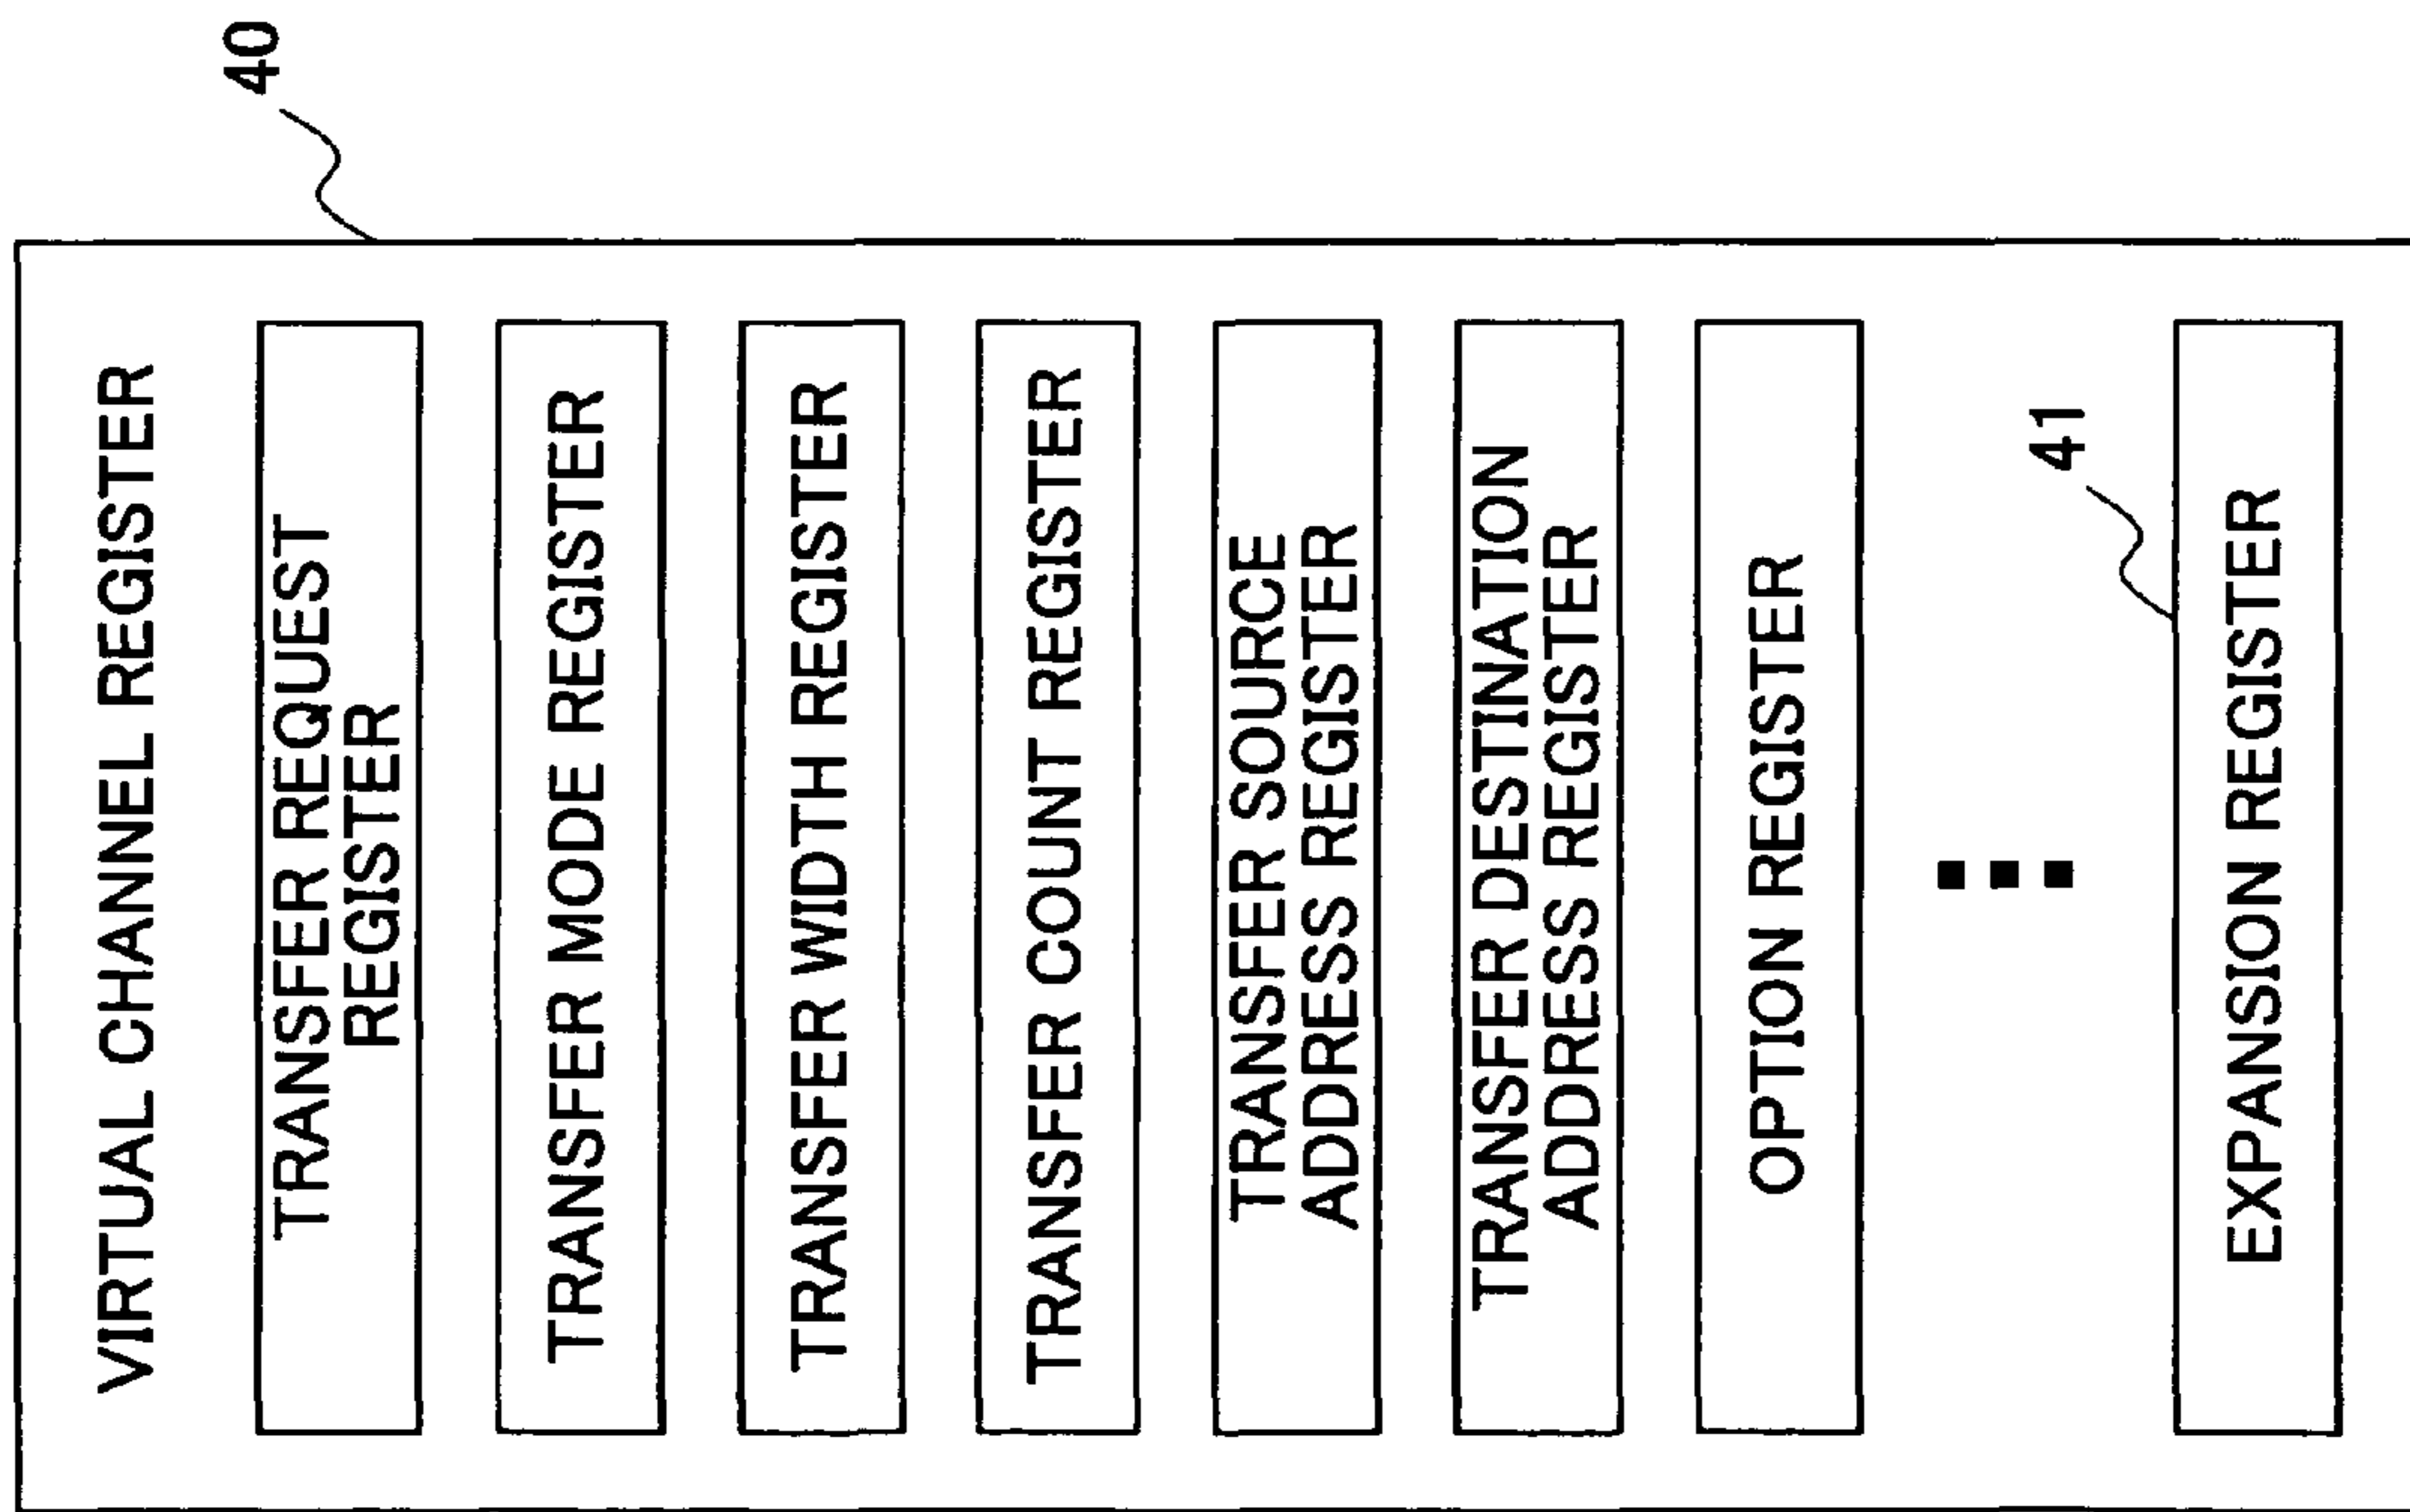 40
VIRTUAL CHANNEL REGISTER
TRANSFER REQUEST
REGISTER
TRANSFER MODE REGISTER
TRANSFER WIDTH REGISTER
TRANSFER COUNT REGISTER
TRANSFER SOURCE
ADDRESS REGISTER
TRANSFER DESTINATION
ADDRESS REGISTER
OPTION REGISTER
41
EXPANSION REGISTER